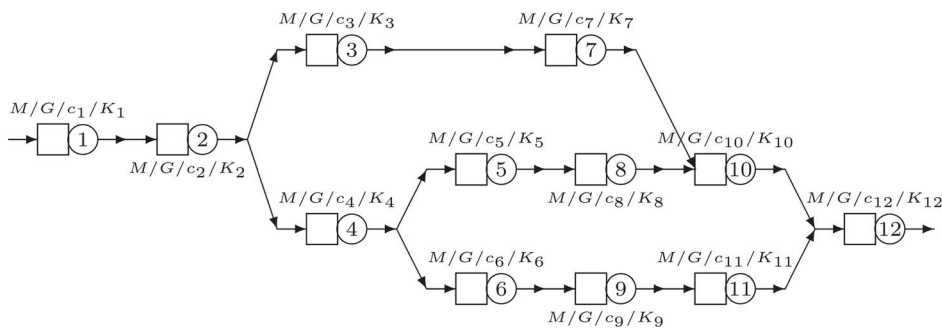 M/G/c₃/K₃
M/G/c₇/K₇
3
7
M/G/c₁/K₁
1
2
M/G/c₂/K₂
M/G/c₅/K₅
M/G/c₁₀/K₁₀
5
8
10
M/G/c₈/K₈
M/G/c₄/K₄
M/G/c₁₂/K₁₂
4
12
M/G/c₆/K₆
M/G/c₁₁/K₁₁
6
9
11
M/G/c₉/K₉